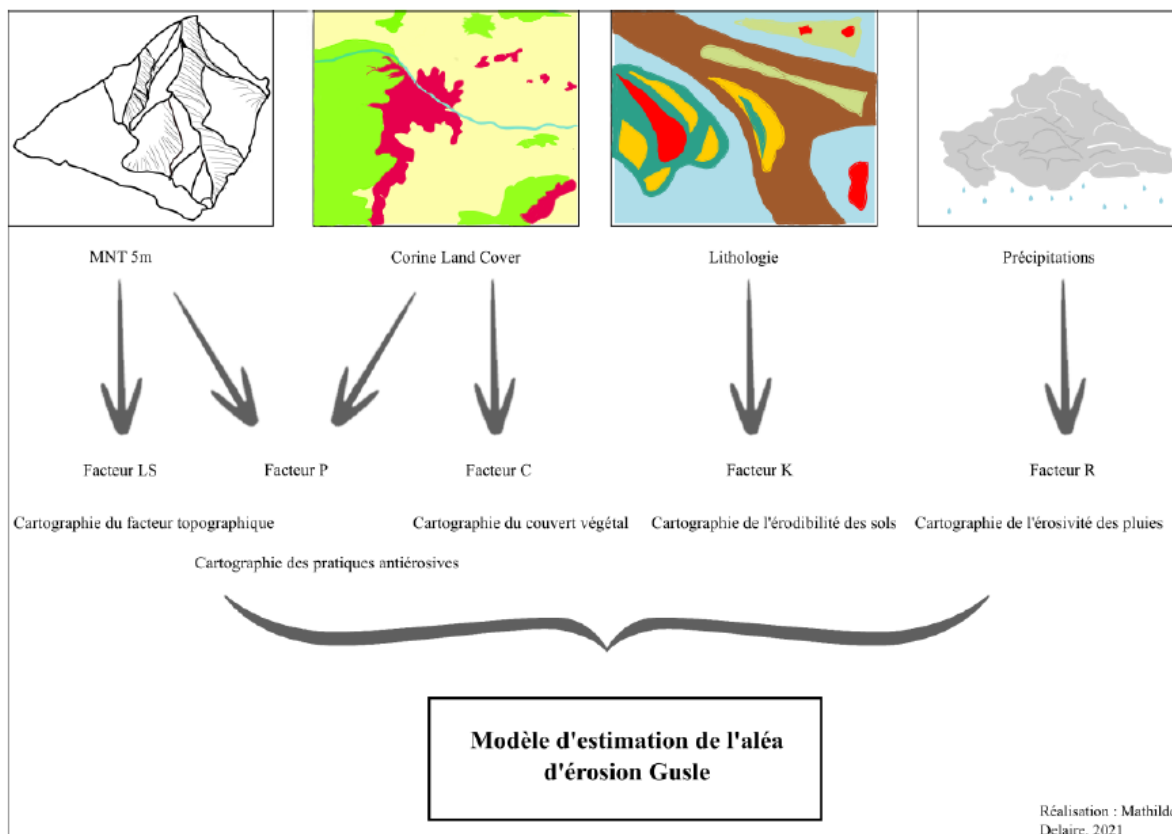 MNT 5m
Corine Land Cover
Lithologie
Précipitations
Facteur LS
Facteur P
Facteur C
Facteur K
Facteur R
Cartographie du facteur topographique
Cartographie du couvert végétal
Cartographie de l'érodibilité des sols
Cartographie de l'érosivité des pluies
Cartographie des pratiques antiérosives
Modèle d'estimation de l'aléa
d'érosion Gusle
Réalisation : Mathilde
Delaire, 2021